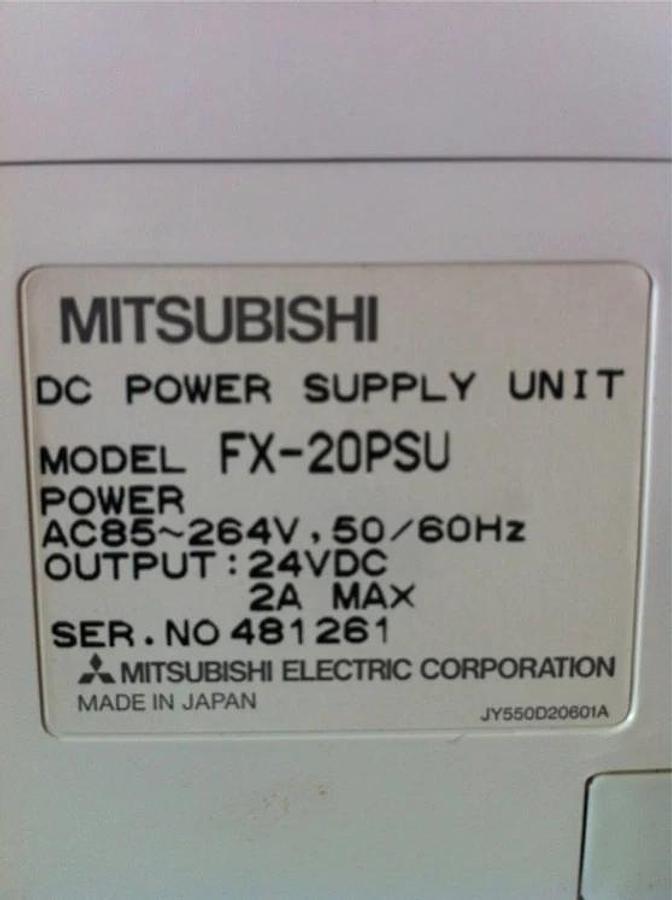 MITSUBISHI
DC POWER SUPPLY UNIT
MODEL FX-20PSU
POWER
AC85~264V, 50/60Hz
OUTPUT: 24VDC
2A MAX
SER.NO 481261
MITSUBISHI ELECTRIC CORPORATION
MADE IN JAPAN
JY550D20601A